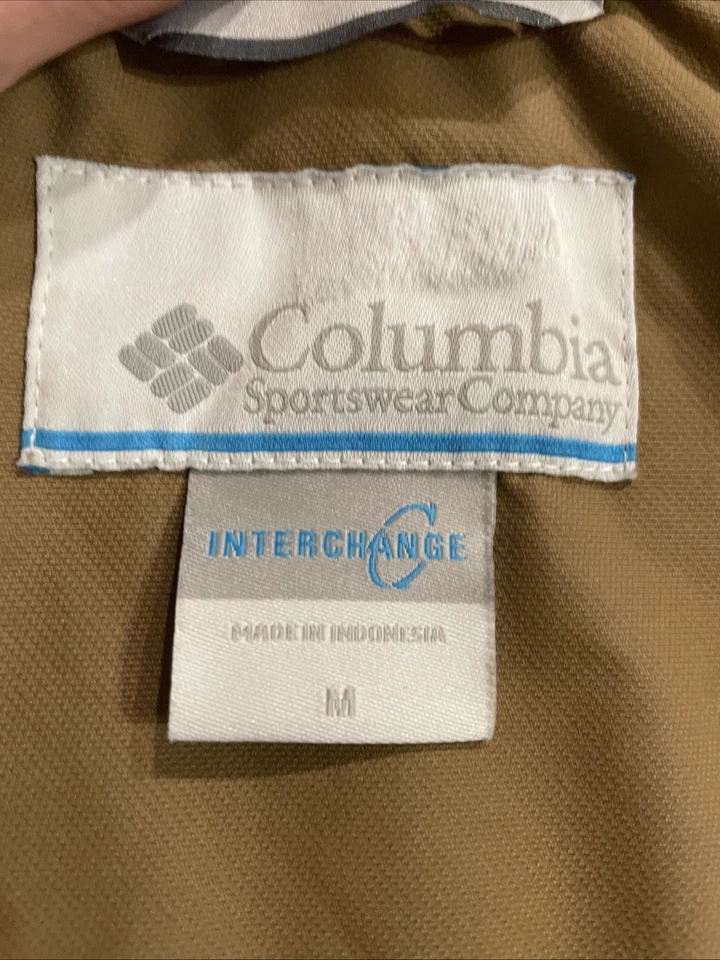 Columbia
Sportswear Company
INTERCHANGE
MADE IN INDONESIA
M